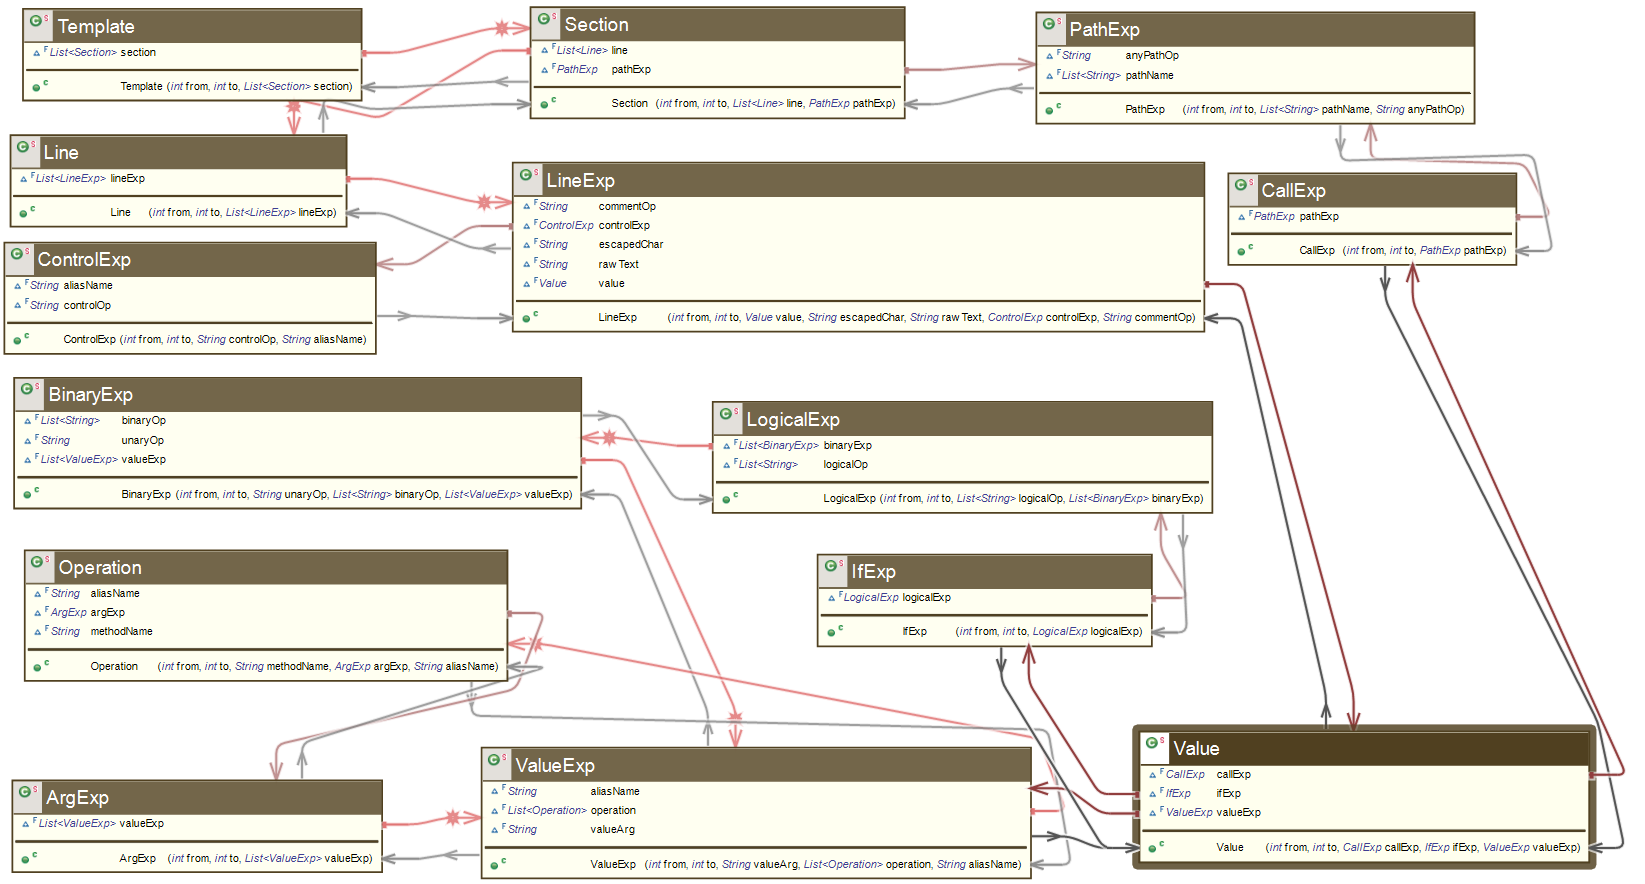 Template
List<Section> section
Template (int from, int to, List<Section> section)
Section
List<Line> line
PathExp pathExp
Section (int from, int to, List<Line> line, PathExp pathExp)
PathExp
String anyPathOp
List<String> pathName
PathExp (int from, int to, List<String> pathName, String anyPathOp)
Line
List<LineExp> lineExp
Line (int from, int to, List<LineExp> lineExp)
LineExp
String commentOp
ControlExp controlExp
String escapedChar
String rawText
Value value
LineExp (int from, int to, Value value, String escapedChar, String rawText, ControlExp controlExp, String commentOp)
CallExp
PathExp pathExp
CallExp (int from, int to, PathExp pathExp)
ControlExp
String aliasName
String controlOp
ControlExp (int from, int to, String controlOp, String aliasName)
BinaryExp
List<String> binaryOp
String unaryOp
List<ValueExp> valueExp
BinaryExp (int from, int to, String unaryOp, List<String> binaryOp, List<ValueExp> valueExp)
LogicalExp
List<BinaryExp> binaryExp
List<String> logicalOp
LogicalExp (int from, int to, List<String> logicalOp, List<BinaryExp> binaryExp)
Operation
String aliasName
ArgExp argExp
String methodName
Operation (int from, int to, String methodName, ArgExp argExp, String aliasName)
IfExp
LogicalExp logicalExp
IfExp (int from, int to, LogicalExp logicalExp)
ArgExp
List<ValueExp> valueExp
ArgExp (int from, int to, List<ValueExp> valueExp)
ValueExp
String aliasName
List<Operation> operation
String valueArg
ValueExp (int from, int to, String valueArg, List<Operation> operation, String aliasName)
Value
CallExp callExp
IfExp ifExp
ValueExp valueExp
Value (int from, int to, CallExp callExp, IfExp ifExp, ValueExp valueExp)